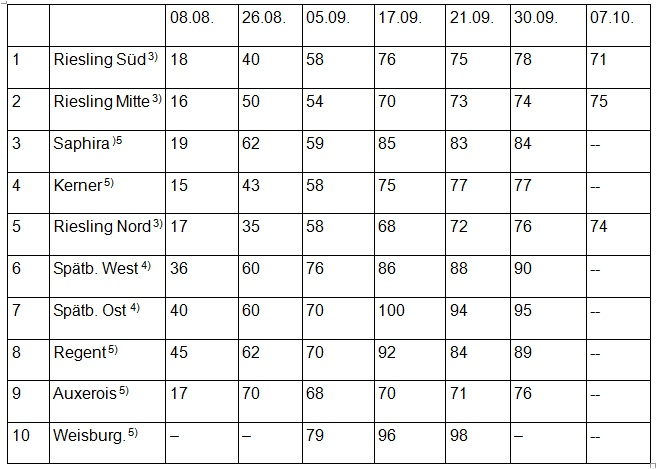 08.08. 26.08. 05.09. 17.09. 21.09. 30.09. 07.10.
1 Riesling Süd 3) 18 40 58 76 75 78 71
2 Riesling Mitte 3) 16 50 54 70 73 74 75
3 Saphira )5 19 62 59 85 83 84 --
4 Kerner 5) 15 43 58 75 77 77 --
5 Riesling Nord 3) 17 35 58 68 72 76 74
6 Spätb. West 4) 36 60 76 86 88 90 --
7 Spätb. Ost 4) 40 60 70 100 94 95 --
8 Regent 5) 45 62 70 92 84 89 --
9 Auxerois 5) 17 70 68 70 71 76 --
10 Weisburg. 5) – – 79 96 98 – --